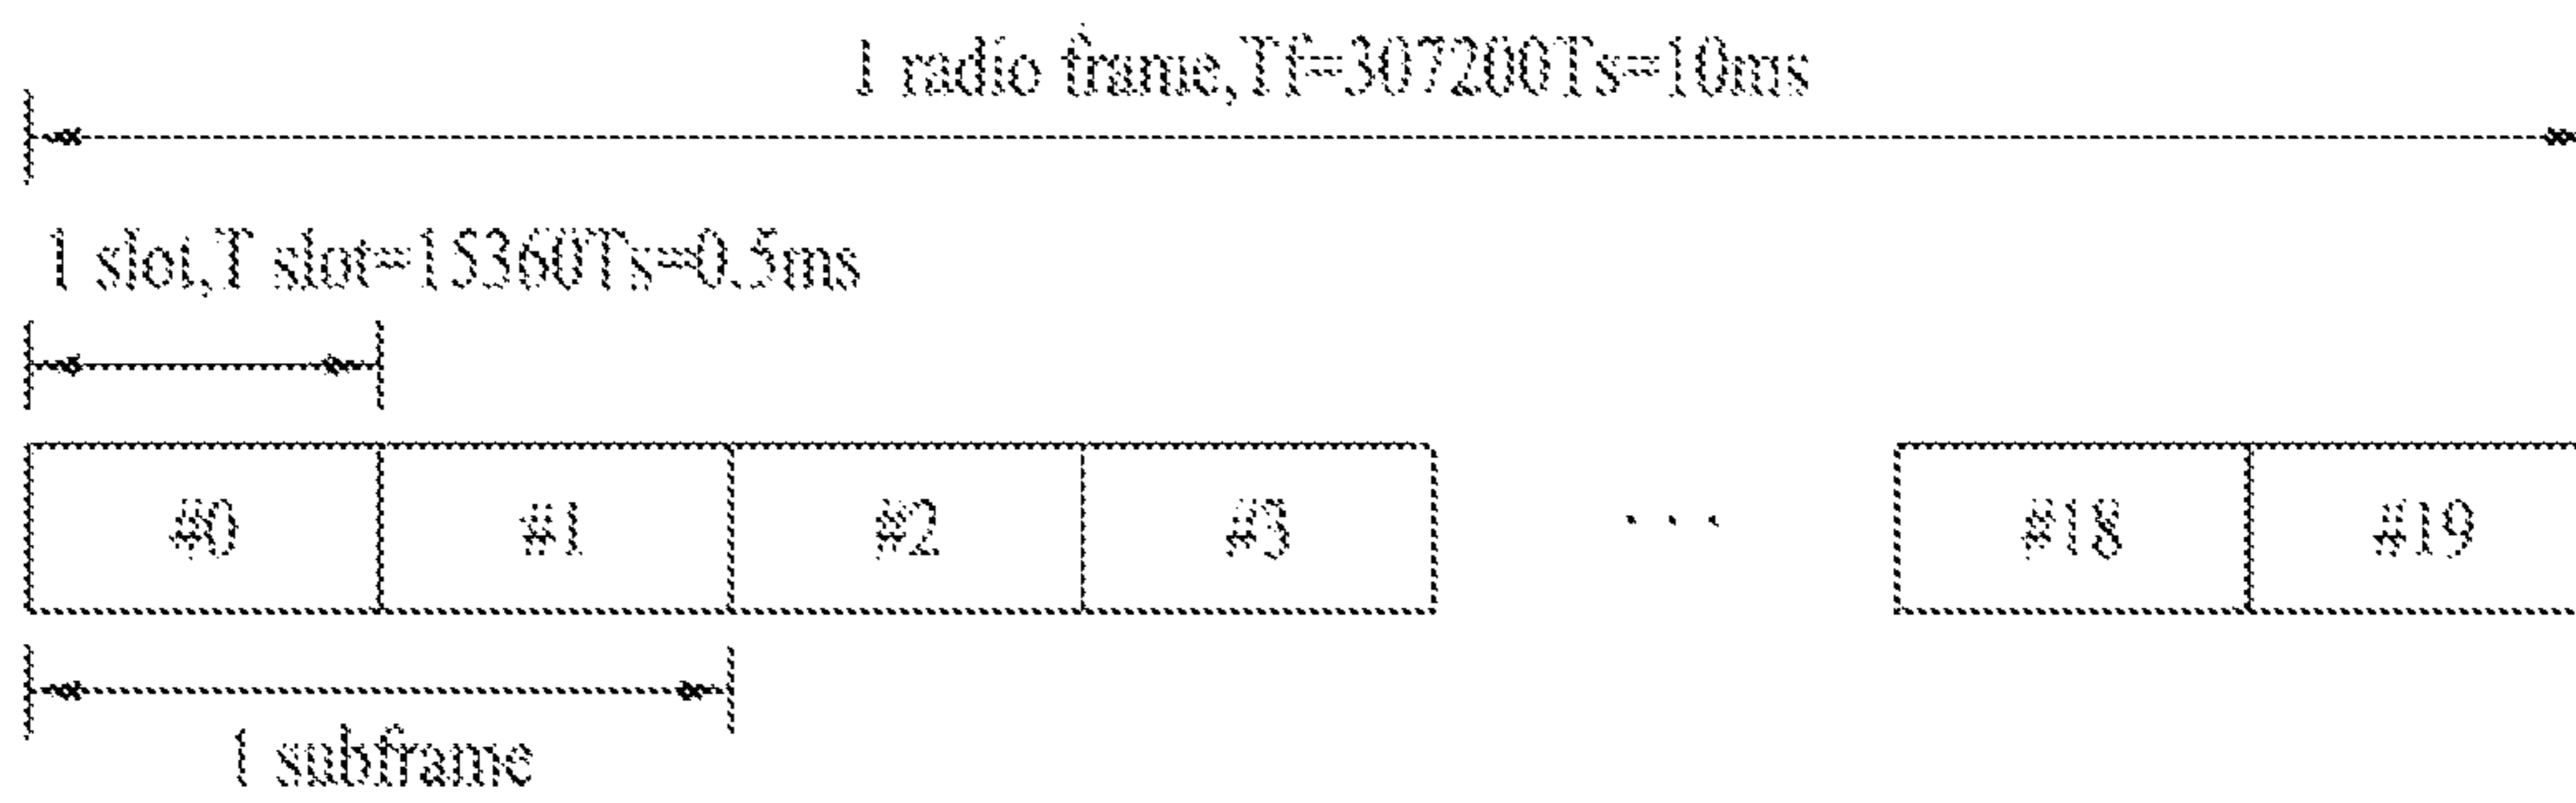 1 radio frame,Tf=307200Ts=10ms
1 slot,T slot=15360Ts=0.5ms
#0 #1 #2 #3 ... #18 #19
1 subframe